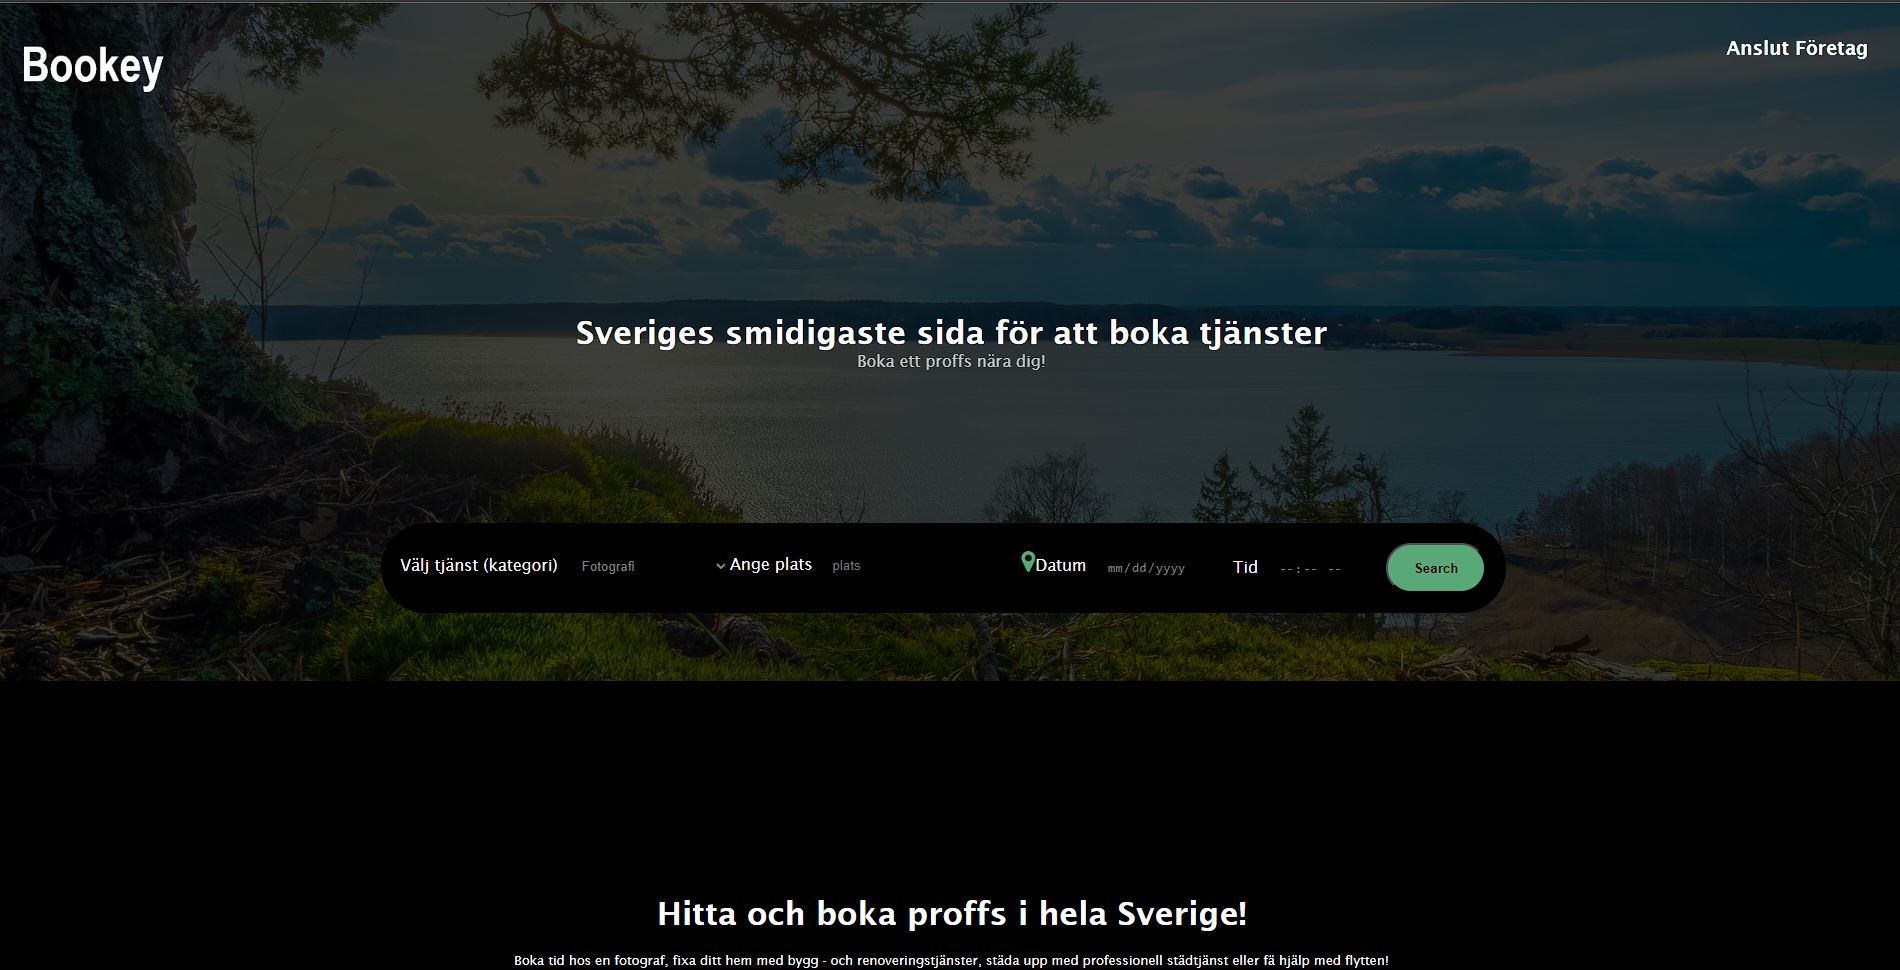 Bookey
Anslut Företag
Sveriges smidigaste sida för att boka tjänster
Boka ett proffs nära dig!
Välj tjänst (kategori) Fotografi Ange plats plats Datum mm/dd/yyyy Tid --:-- -- Search
Hitta och boka proffs i hela Sverige!
Boka tid hos en fotograf, fixa ditt hem med bygg - och renoveringstjänster, städa upp med professionell städtjänst eller få hjälp med flytten!